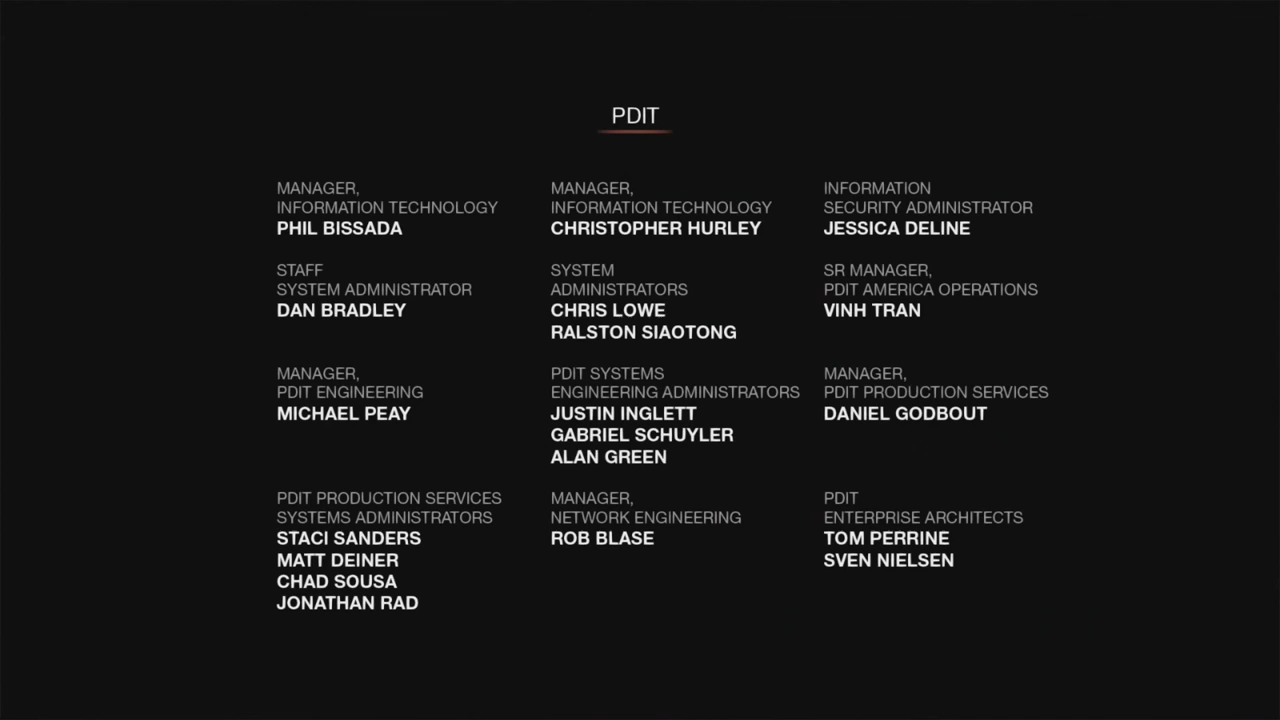 PDIT
MANAGER,
INFORMATION TECHNOLOGY
PHIL BISSADA
MANAGER,
INFORMATION TECHNOLOGY
CHRISTOPHER HURLEY
INFORMATION
SECURITY ADMINISTRATOR
JESSICA DELINE
STAFF
SYSTEM ADMINISTRATOR
DAN BRADLEY
SYSTEM
ADMINISTRATORS
CHRIS LOWE
RALSTON SIAOTONG
SR MANAGER,
PDIT AMERICA OPERATIONS
VINH TRAN
MANAGER,
PDIT ENGINEERING
MICHAEL PEAY
PDIT SYSTEMS
ENGINEERING ADMINISTRATORS
JUSTIN INGLETT
GABRIEL SCHUYLER
ALAN GREEN
MANAGER,
PDIT PRODUCTION SERVICES
DANIEL GODBOUT
PDIT PRODUCTION SERVICES
SYSTEMS ADMINISTRATORS
STACI SANDERS
MATT DEINER
CHAD SOUSA
JONATHAN RAD
MANAGER,
NETWORK ENGINEERING
ROB BLASE
PDIT
ENTERPRISE ARCHITECTS
TOM PERRINE
SVEN NIELSEN